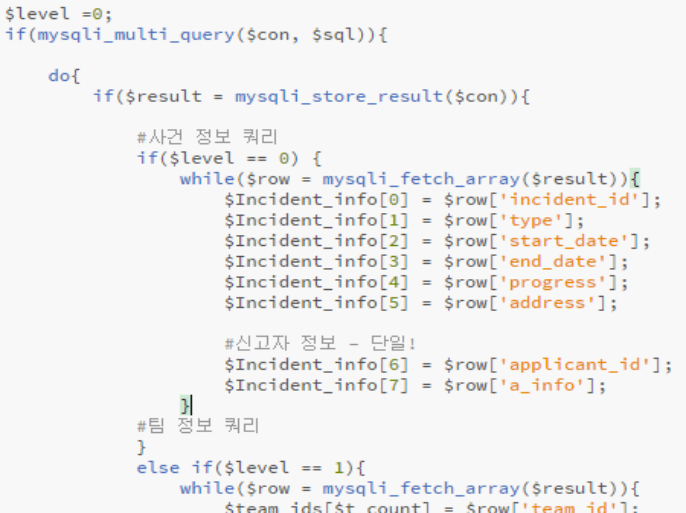 $level =0;
if(mysqli_multi_query($con, $sql)){
do{
if($result = mysqli_store_result($con)){
#사건 정보 쿼리
if($level == 0) {
while($row = mysqli_fetch_array($result)){
$Incident_info[0] = $row['incident_id'];
$Incident_info[1] = $row['type'];
$Incident_info[2] = $row['start_date'];
$Incident_info[3] = $row['end_date'];
$Incident_info[4] = $row['progress'];
$Incident_info[5] = $row['address'];
#신고자 정보 - 단일!
$Incident_info[6] = $row['applicant_id'];
$Incident_info[7] = $row['a_info'];
}
#팀 정보 쿼리
}
else if($level == 1){
while($row = mysqli_fetch_array($result)){
$team_ids[$t_count] = $row['team_id'];